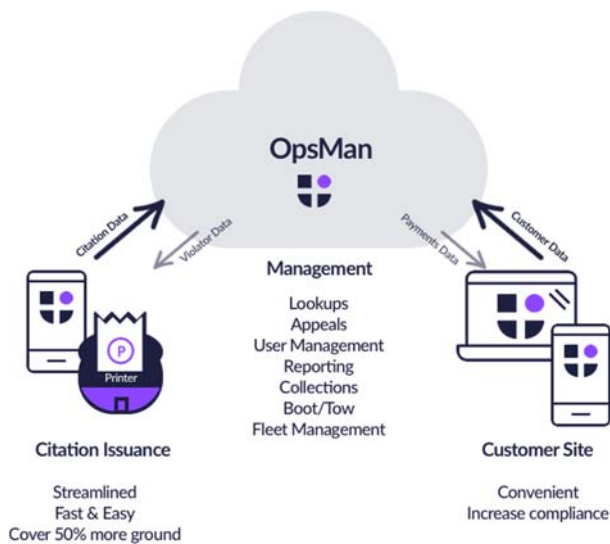 OpsMan
Citation Data
Violator Data
Payments Data
Customer Data
Management
Lookups
Appeals
User Management
Reporting
Collections
Boot/Tow
Fleet Management
P
Printer
Citation Issuance
Streamlined
Fast & Easy
Cover 50% more ground
Customer Site
Convenient
Increase compliance